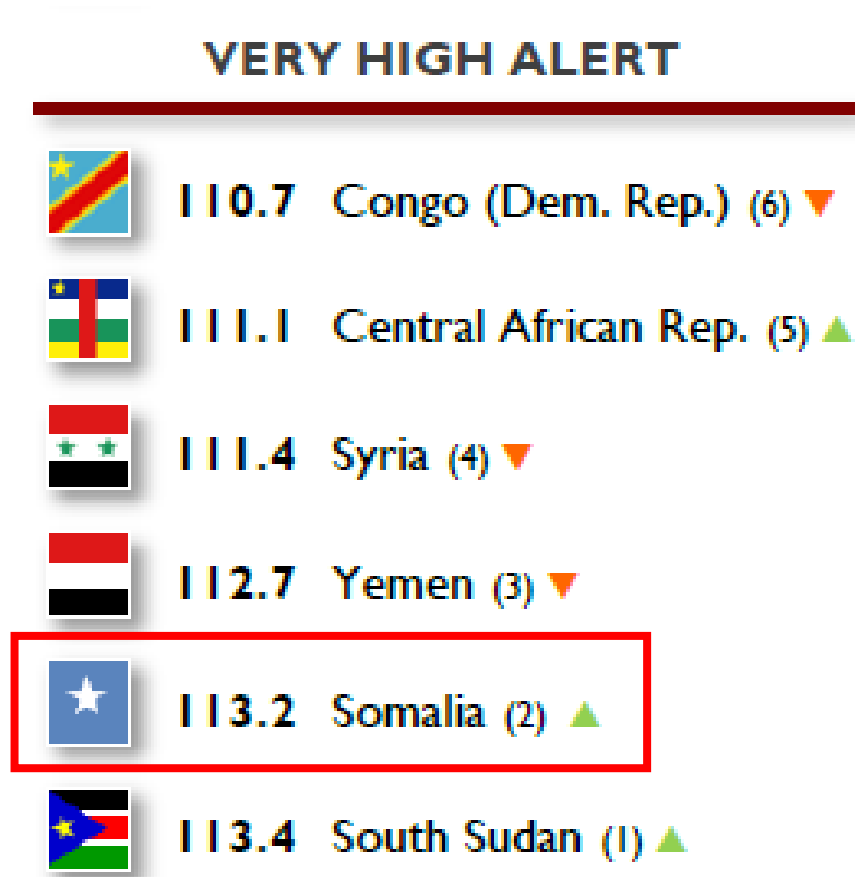 VERY HIGH ALERT
110.7 Congo (Dem. Rep.) (6) ▼
111.1 Central African Rep. (5) ▲
111.4 Syria (4) ▼
112.7 Yemen (3) ▼
113.2 Somalia (2) ▲
113.4 South Sudan (1) ▲